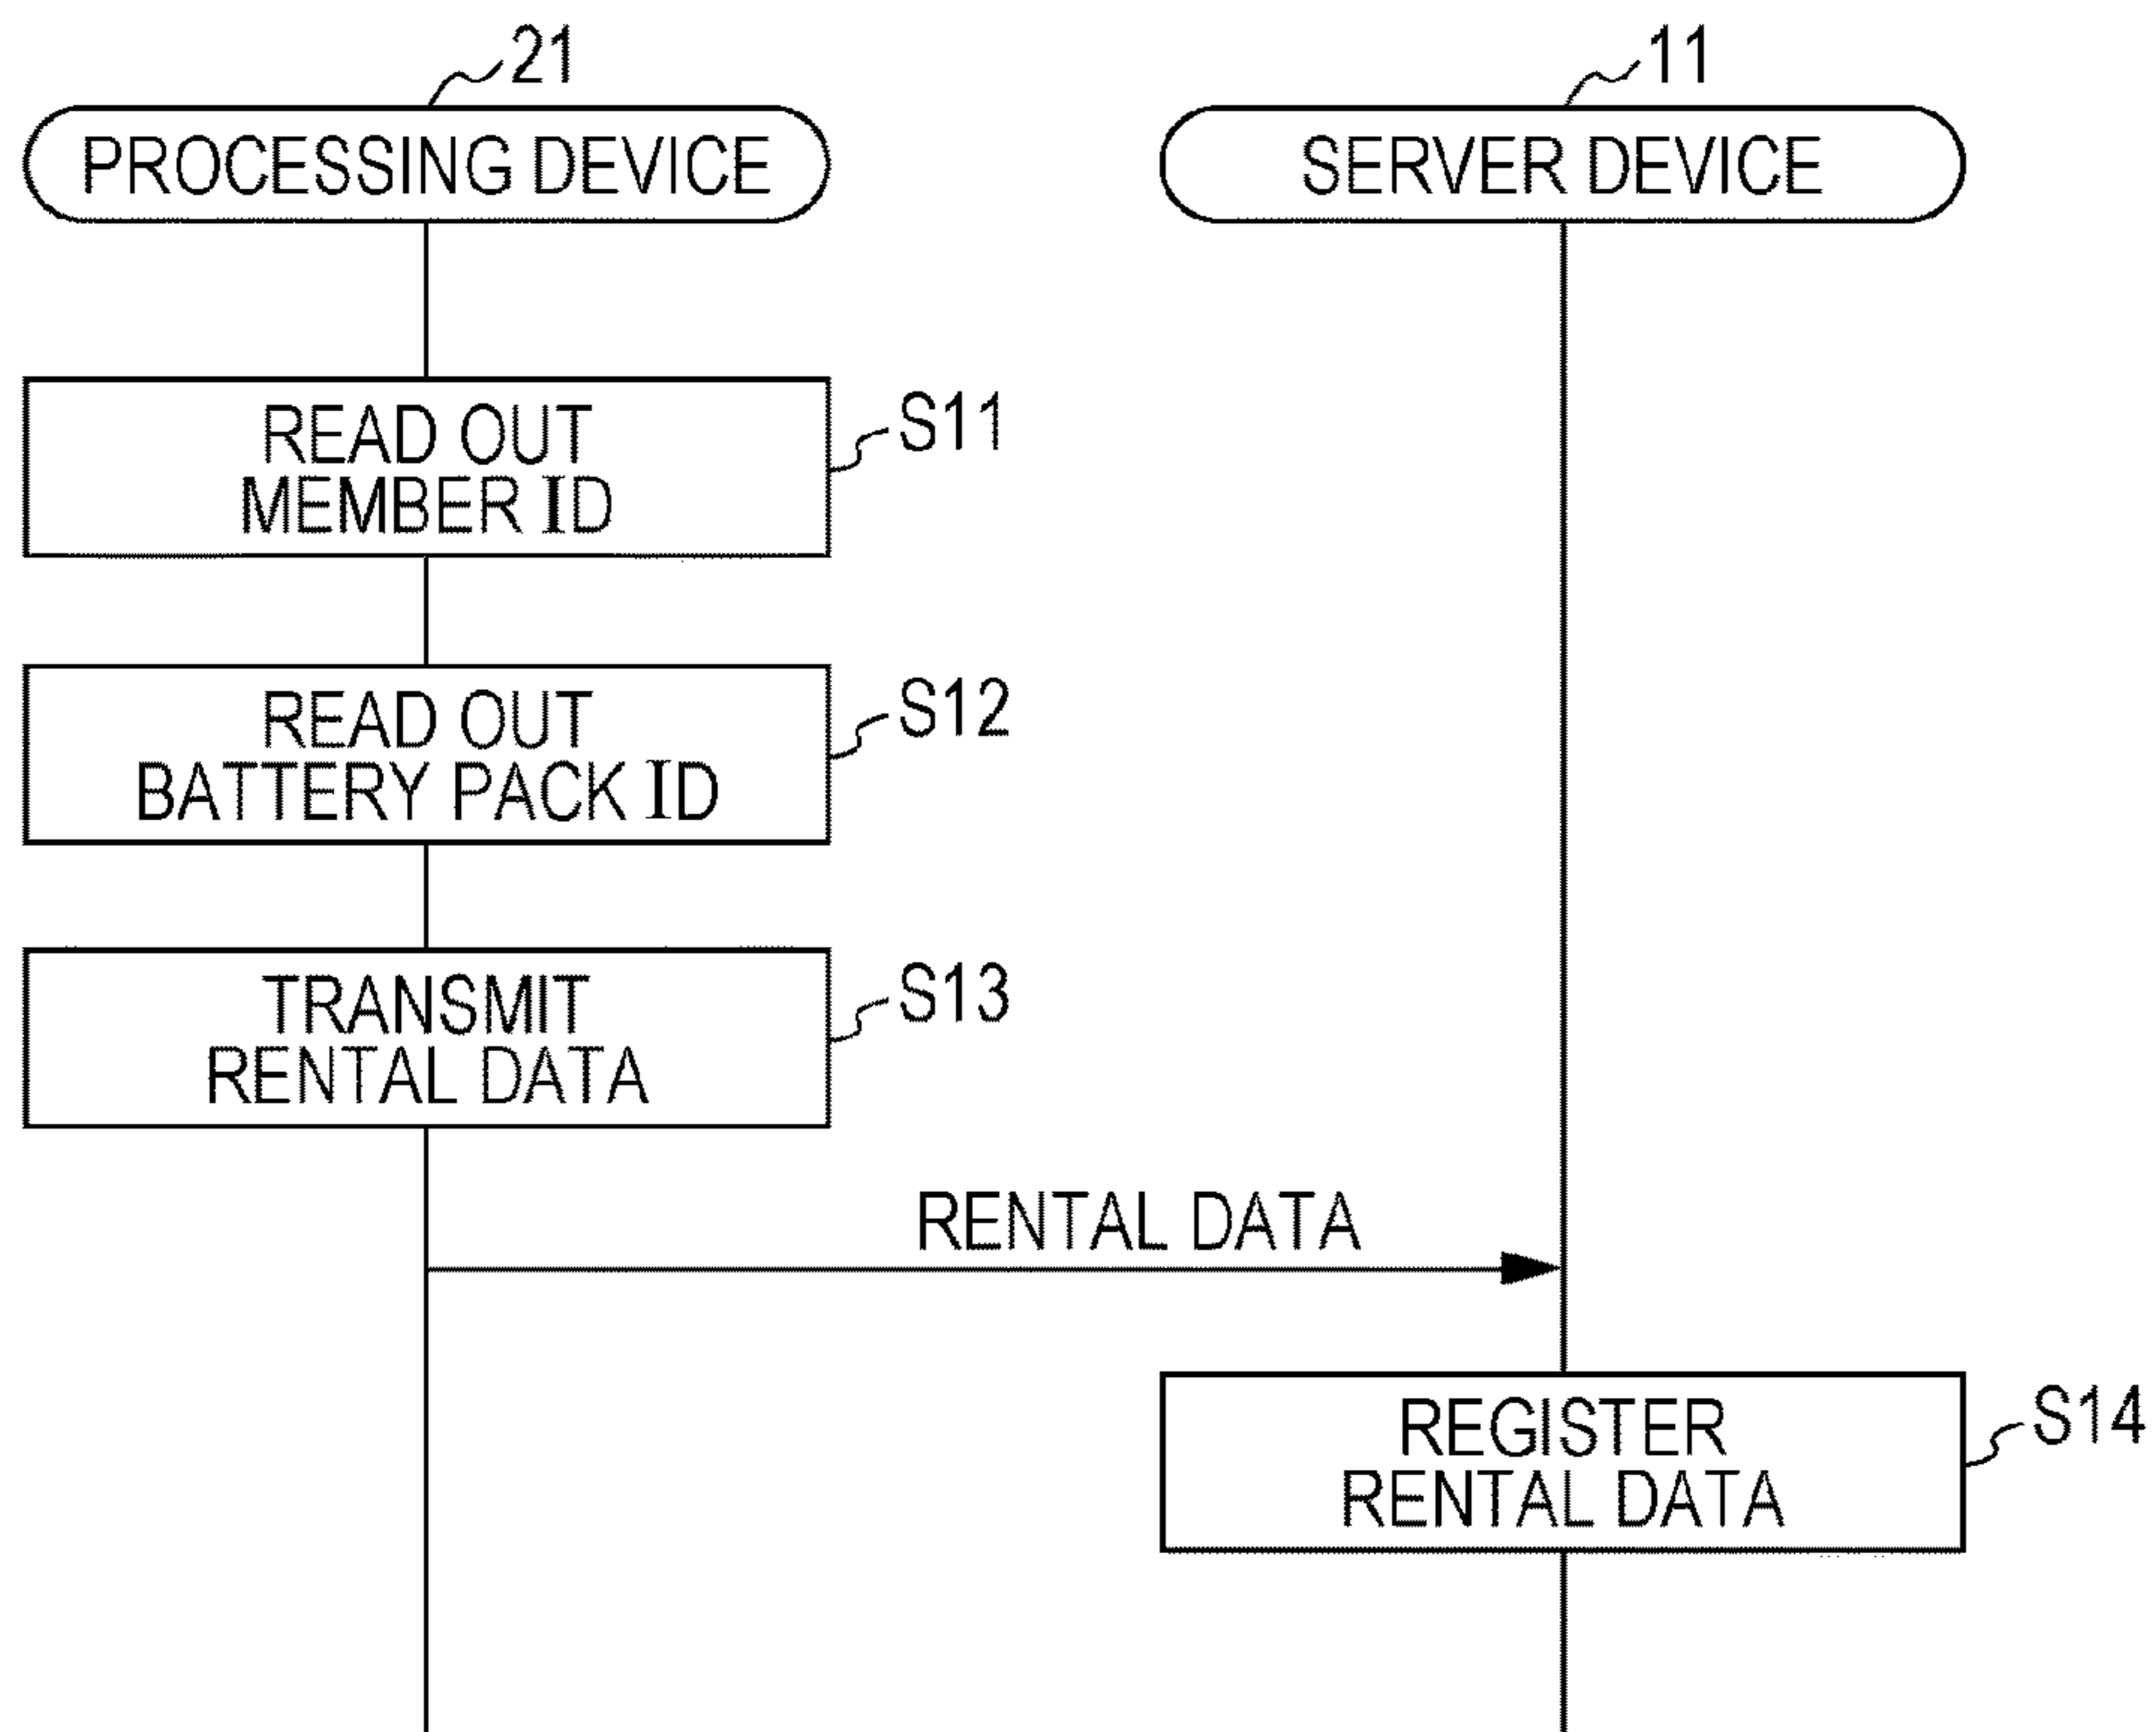 21
11
PROCESSING DEVICE
SERVER DEVICE
READ OUT
MEMBER ID
S11
READ OUT
BATTERY PACK ID
S12
TRANSMIT
RENTAL DATA
S13
RENTAL DATA
REGISTER
RENTAL DATA
S14